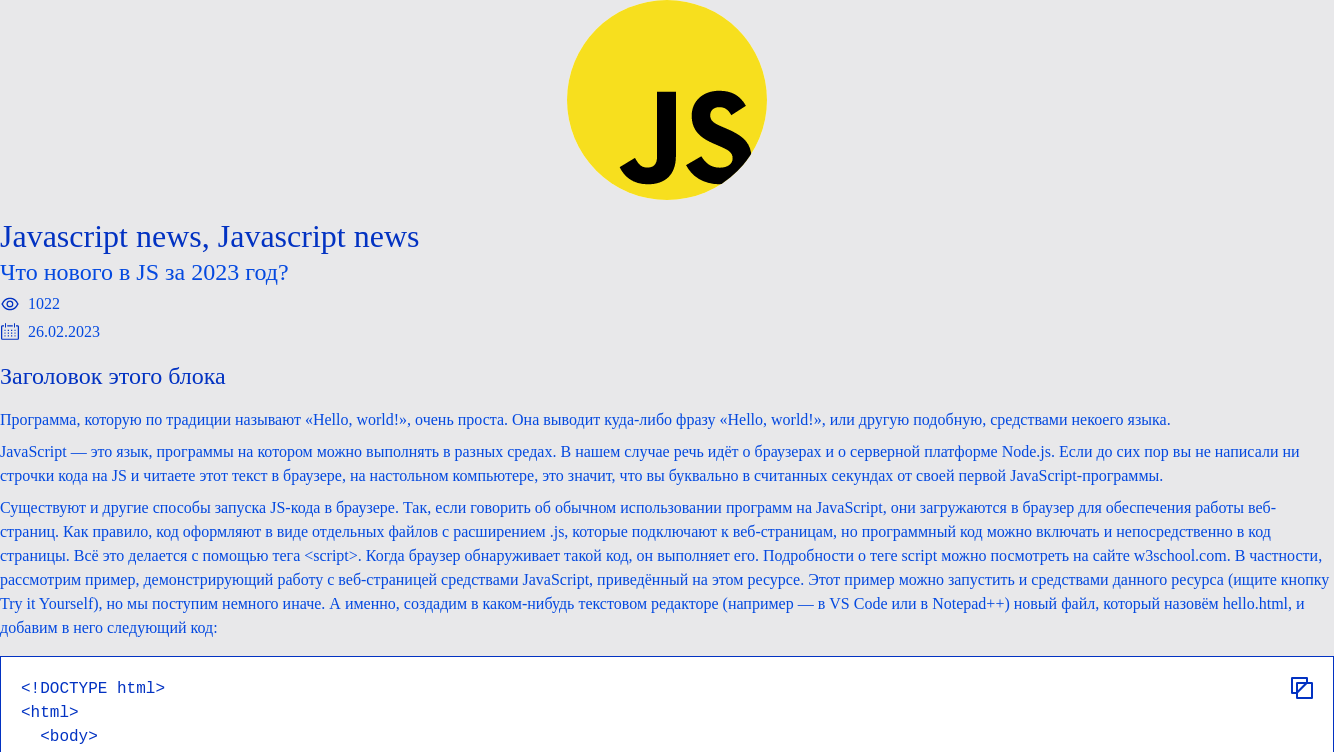 JS
Javascript news, Javascript news
Что нового в JS за 2023 год?
1022
26.02.2023
Заголовок этого блока
Программа, которую по традиции называют «Hello, world!», очень проста. Она выводит куда-либо фразу «Hello, world!», или другую подобную, средствами некоего языка.
JavaScript — это язык, программы на котором можно выполнять в разных средах. В нашем случае речь идёт о браузерах и о серверной платформе Node.js. Если до сих пор вы не написали ни
строчки кода на JS и читаете этот текст в браузере, на настольном компьютере, это значит, что вы буквально в считанных секундах от своей первой JavaScript-программы.
Существуют и другие способы запуска JS-кода в браузере. Так, если говорить об обычном использовании программ на JavaScript, они загружаются в браузер для обеспечения работы веб-
страниц. Как правило, код оформляют в виде отдельных файлов с расширением .js, которые подключают к веб-страницам, но программный код можно включать и непосредственно в код
страницы. Всё это делается с помощью тега <script>. Когда браузер обнаруживает такой код, он выполняет его. Подробности о теге script можно посмотреть на сайте w3school.com. В частности,
рассмотрим пример, демонстрирующий работу с веб-страницей средствами JavaScript, приведённый на этом ресурсе. Этот пример можно запустить и средствами данного ресурса (ищите кнопку
Try it Yourself), но мы поступим немного иначе. А именно, создадим в каком-нибудь текстовом редакторе (например — в VS Code или в Notepad++) новый файл, который назовём hello.html, и
добавим в него следующий код:
<!DOCTYPE html>
<html>
  <body>